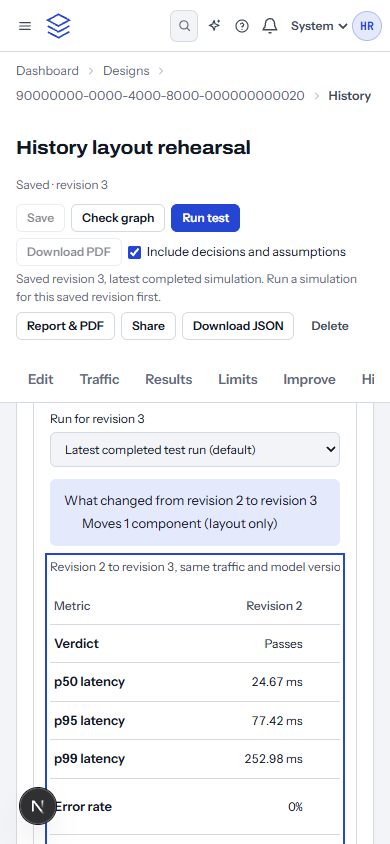 System
HR
Dashboard
Designs
90000000-0000-4000-8000-000000000020
History
History layout rehearsal
Saved · revision 3
Save
Check graph
Run test
Download PDF
Include decisions and assumptions
Saved revision 3, latest completed simulation. Run a simulation
for this saved revision first.
Report & PDF
Share
Download JSON
Delete
Edit
Traffic
Results
Limits
Improve
Hi
Run for revision 3
Latest completed test run (default)
What changed from revision 2 to revision 3
Moves 1 component (layout only)
Revision 2 to revision 3, same traffic and model versio
Metric
Revision 2
Verdict
Passes
p50 latency
24.67 ms
p95 latency
77.42 ms
p99 latency
252.98 ms
N
Error rate
0%